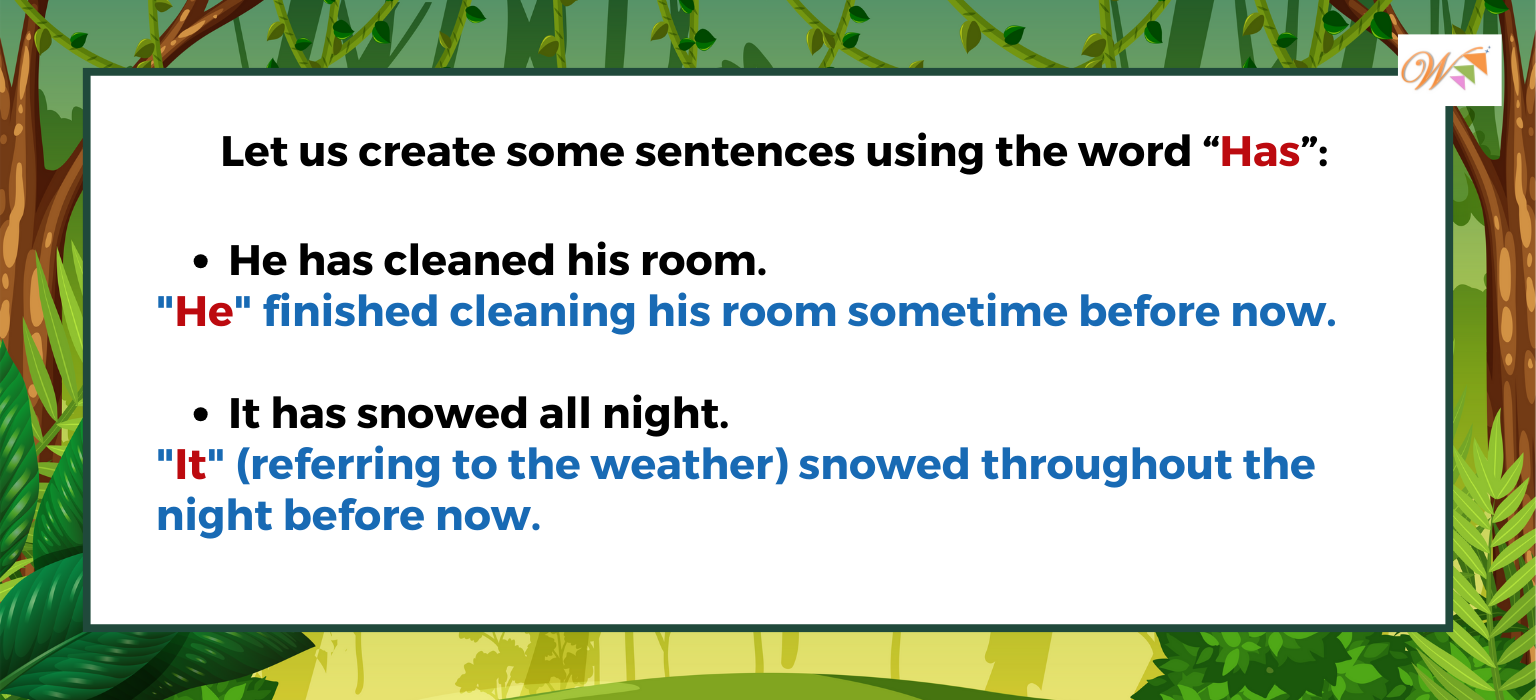 Let us create some sentences using the word “Has”:
• He has cleaned his room.
"He" finished cleaning his room sometime before now.
• It has snowed all night.
"It" (referring to the weather) snowed throughout the
night before now.
W